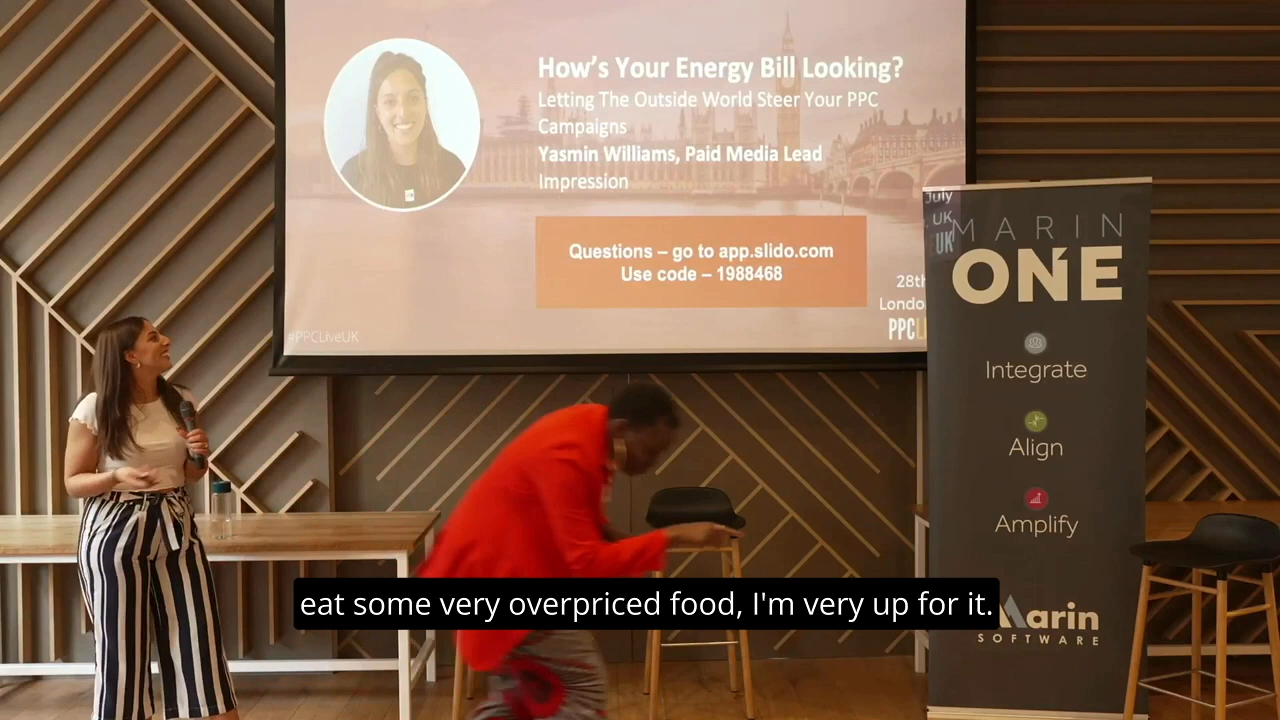 How's Your Energy Bill Looking?
Letting The Outside World Steer Your PPC
Campaigns
Yasmin Williams, Paid Media Lead
Impression
Questions – go to app.slido.com
Use code – 1988468
July
UK
UK
28th
Londo
PPCL
#PPCLiveUK
MARIN
ONE
Integrate
Align
Amplify
Marin
SOFTWARE
eat some very overpriced food, I'm very up for it.